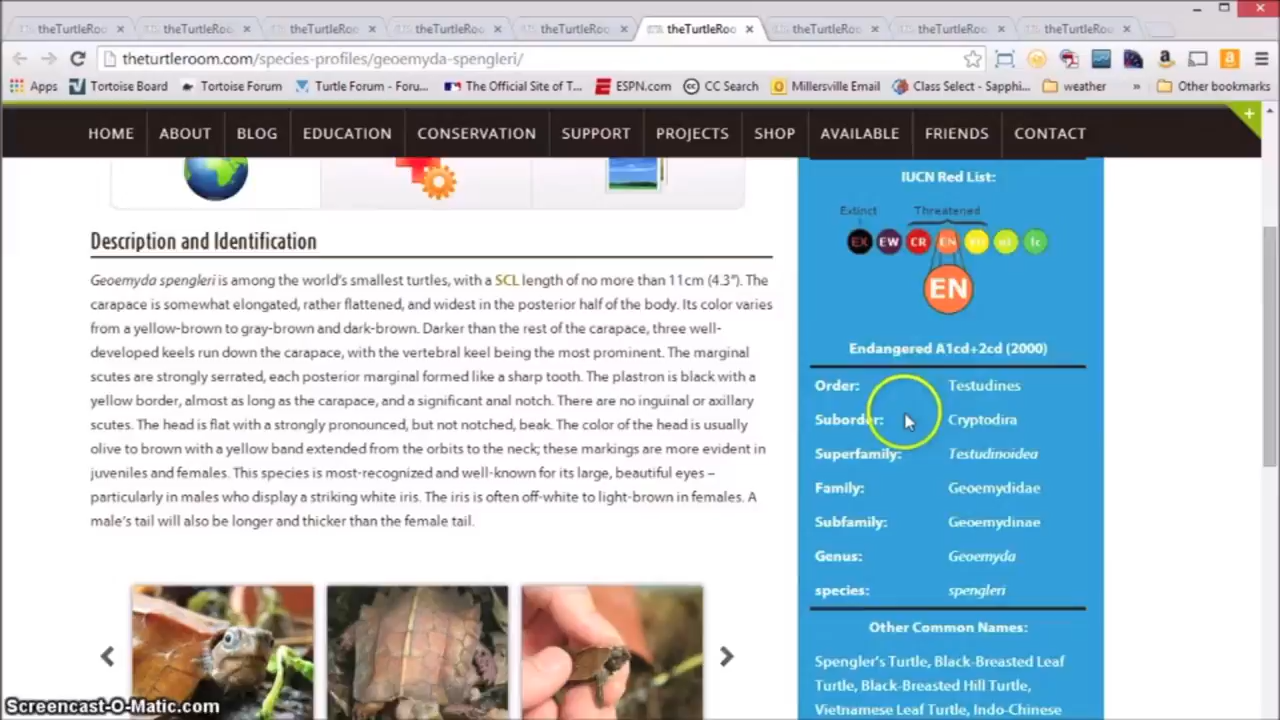 theTurtleRoo
theTurtleRoo
theTurtleRoo
theTurtleRoo
theTurtleRoo
theTurtleRoo
theTurtleRoo
theTurtleRoo
theTurtleRoo
theturtleroom.com/species-profiles/geoemyda-spengleri/
Apps Tortoise Board Tortoise Forum Turtle Forum - Foru... The Official Site of T... ESPN.com CC Search Millersville Email Class Select - Sapphi... weather » Other bookmarks
HOME ABOUT BLOG EDUCATION CONSERVATION SUPPORT PROJECTS SHOP AVAILABLE FRIENDS CONTACT
Description and Identification
Geoemyda spengleri is among the world's smallest turtles, with a SCL length of no more than 11cm (4.3"). The
carapace is somewhat elongated, rather flattened, and widest in the posterior half of the body. Its color varies
from a yellow-brown to gray-brown and dark-brown. Darker than the rest of the carapace, three well-
developed keels run down the carapace, with the vertebral keel being the most prominent. The marginal
scutes are strongly serrated, each posterior marginal formed like a sharp tooth. The plastron is black with a
yellow border, almost as long as the carapace, and a significant anal notch. There are no inguinal or axillary
scutes. The head is flat with a strongly pronounced, but not notched, beak. The color of the head is usually
olive to brown with a yellow band extended from the orbits to the neck; these markings are more evident in
juveniles and females. This species is most-recognized and well-known for its large, beautiful eyes –
particularly in males who display a striking white iris. The iris is often off-white to light-brown in females. A
male's tail will also be longer and thicker than the female tail.
IUCN Red List:
Extinct Threatened
EX EW CR EN lc
EN
Endangered A1cd+2cd (2000)
Order: Testudines
Suborder: Cryptodira
Superfamily: Testudinoidea
Family: Geoemydidae
Subfamily: Geoemydinae
Genus: Geoemyda
species: spengleri
Other Common Names:
Spengler's Turtle, Black-Breasted Leaf
Turtle, Black-Breasted Hill Turtle,
Vietnamese Leaf Turtle, Indo-Chinese
Screencast-O-Matic.com